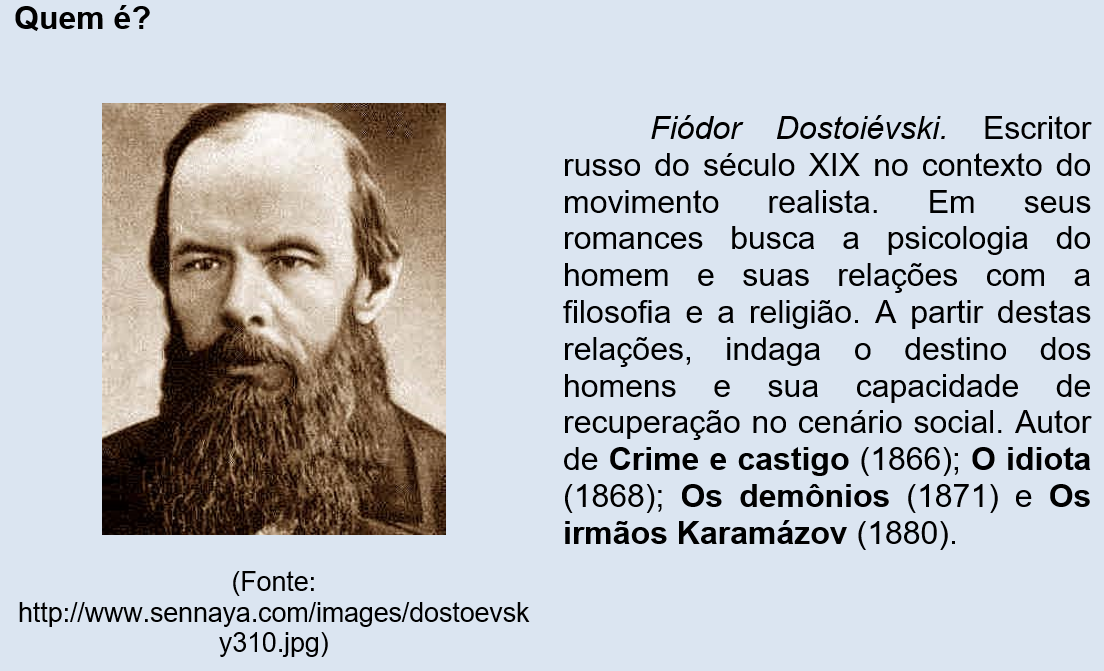 Quem é?
Fiódor Dostoiévski. Escritor
russo do século XIX no contexto do
movimento realista. Em seus
romances busca a psicologia do
homem e suas relações com a
filosofia e a religião. A partir destas
relações, indaga o destino dos
homens e sua capacidade de
recuperação no cenário social. Autor
de Crime e castigo (1866); O idiota
(1868); Os demônios (1871) e Os
irmãos Karamázov (1880).
(Fonte:
http://www.sennaya.com/images/dostoevsk
y310.jpg)